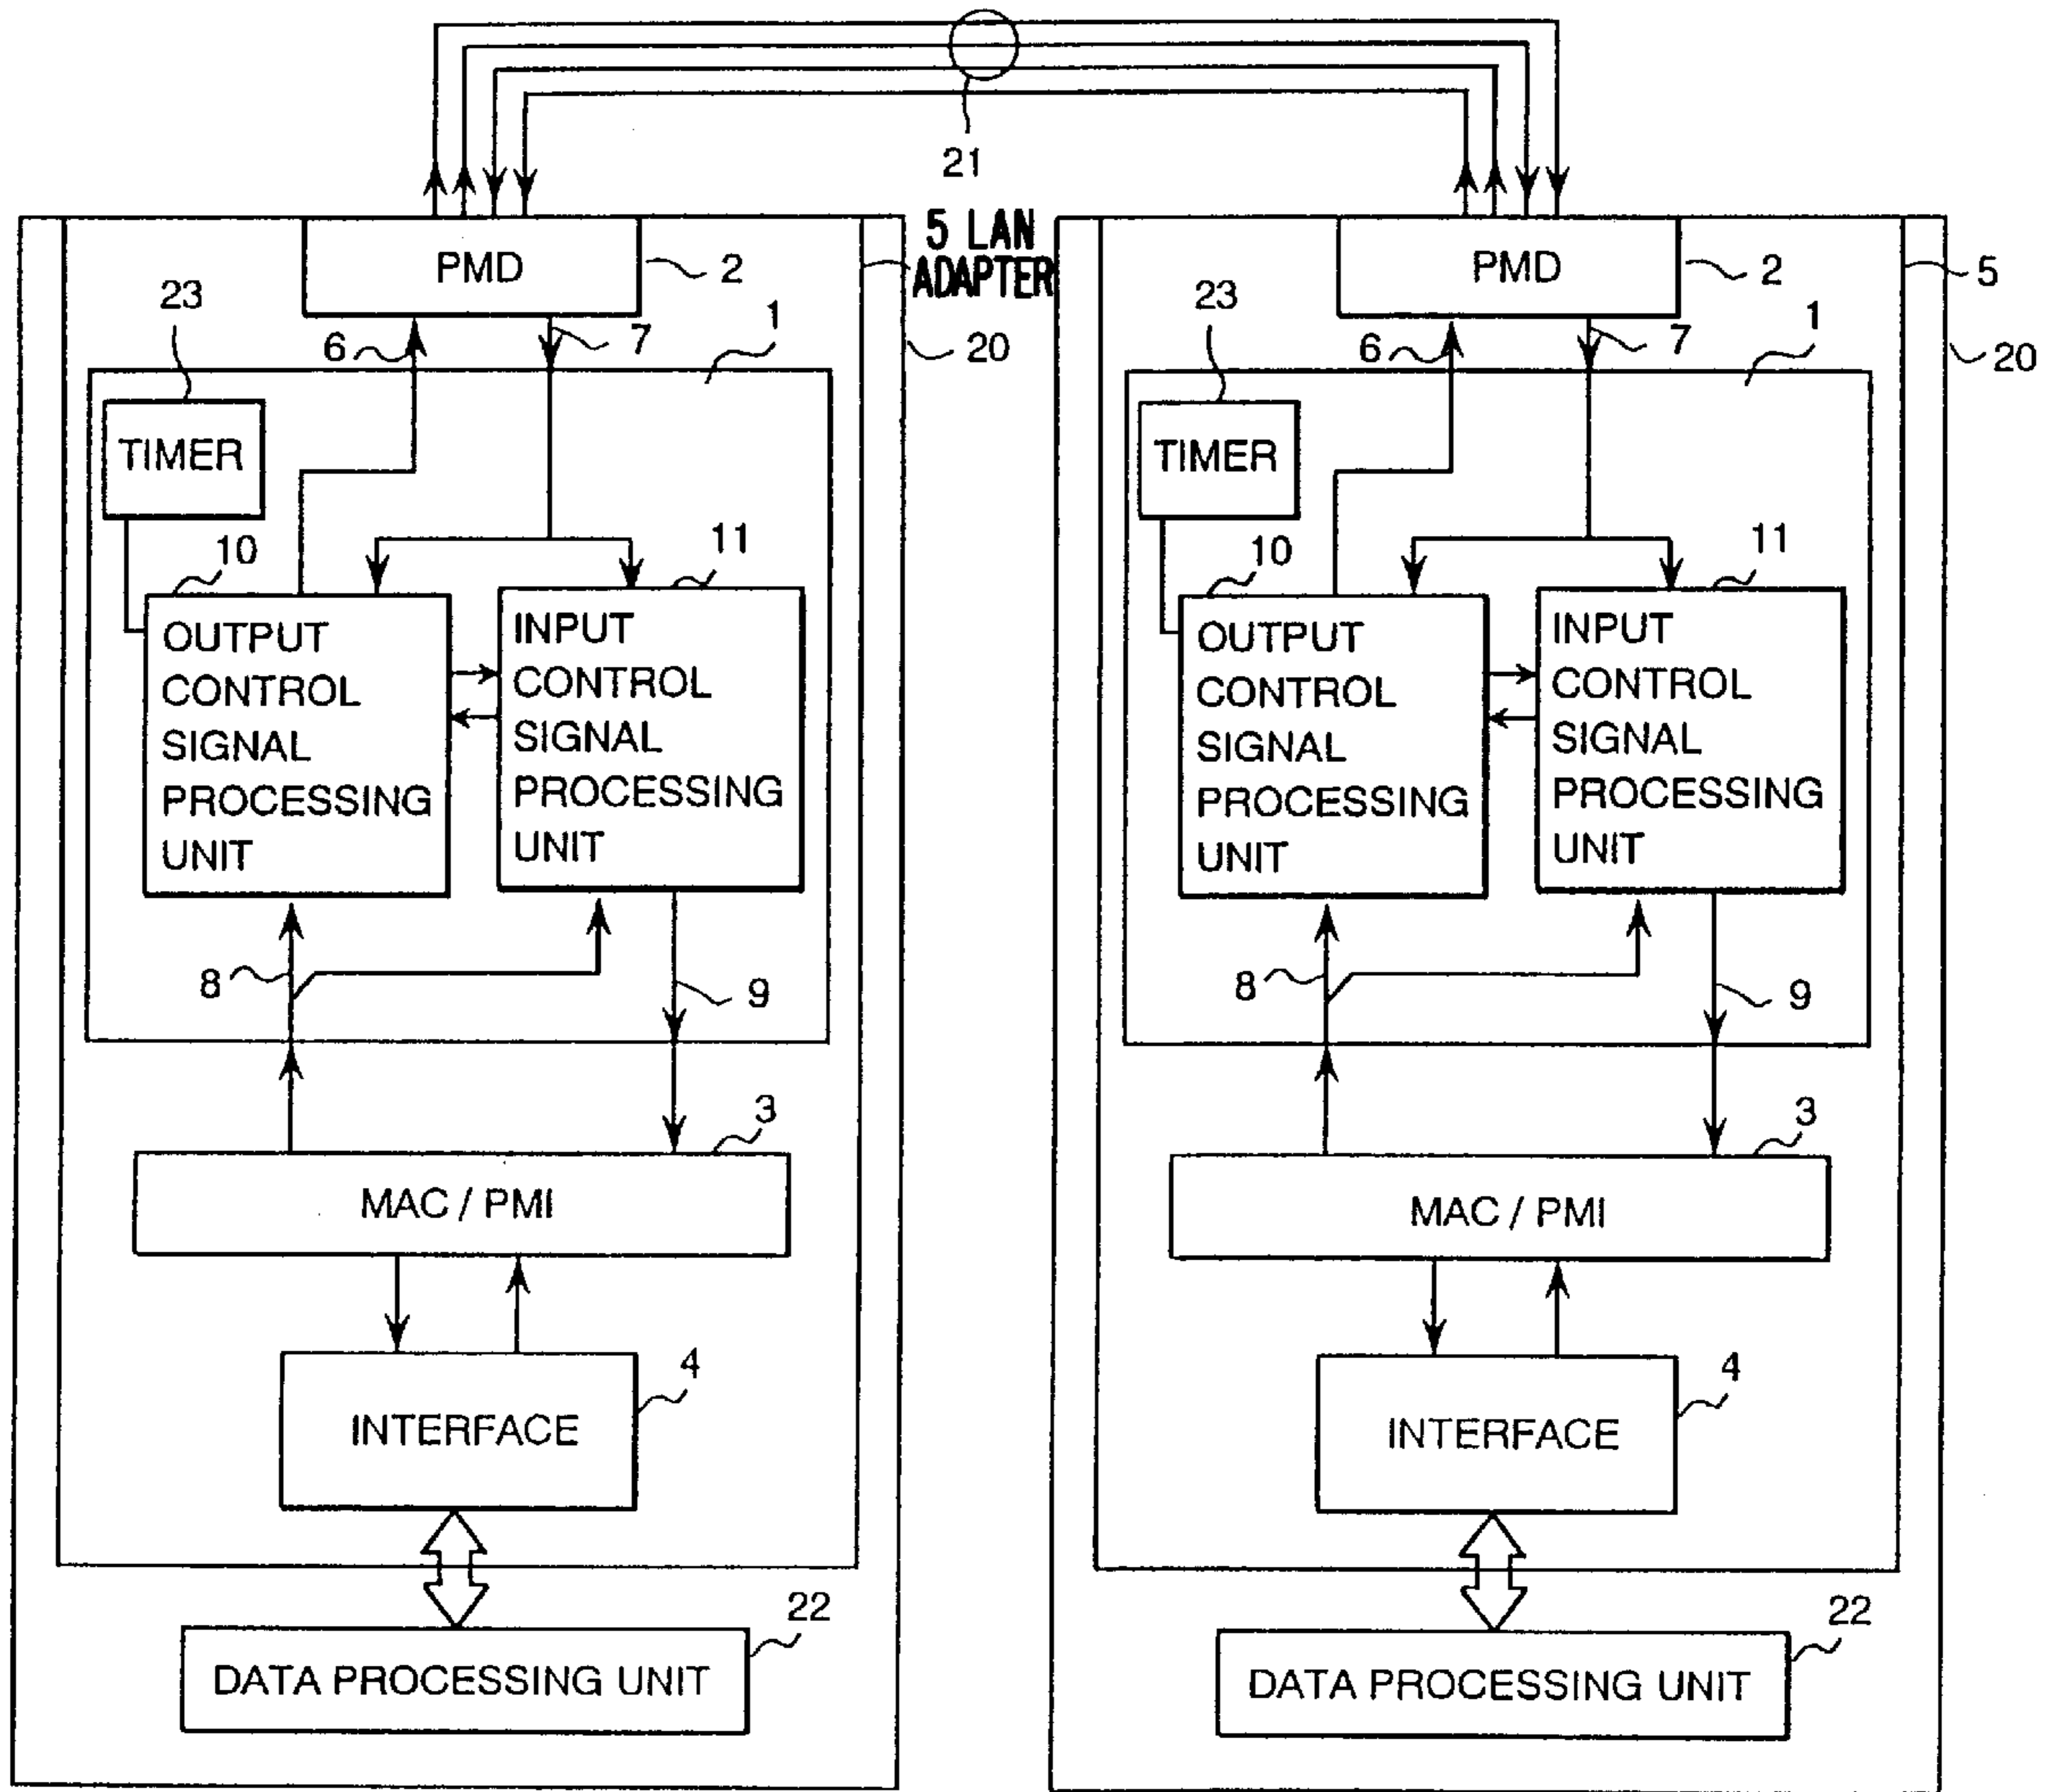 21
5 LAN
ADAPTER
PMD
2
PMD
2
5
23
6
7
1
20
23
6
7
1
20
TIMER
TIMER
10
11
10
11
OUTPUT
CONTROL
SIGNAL
PROCESSING
UNIT
INPUT
CONTROL
SIGNAL
PROCESSING
UNIT
OUTPUT
CONTROL
SIGNAL
PROCESSING
UNIT
INPUT
CONTROL
SIGNAL
PROCESSING
UNIT
8
9
8
9
3
3
MAC / PMI
MAC / PMI
4
4
INTERFACE
INTERFACE
22
22
DATA PROCESSING UNIT
DATA PROCESSING UNIT